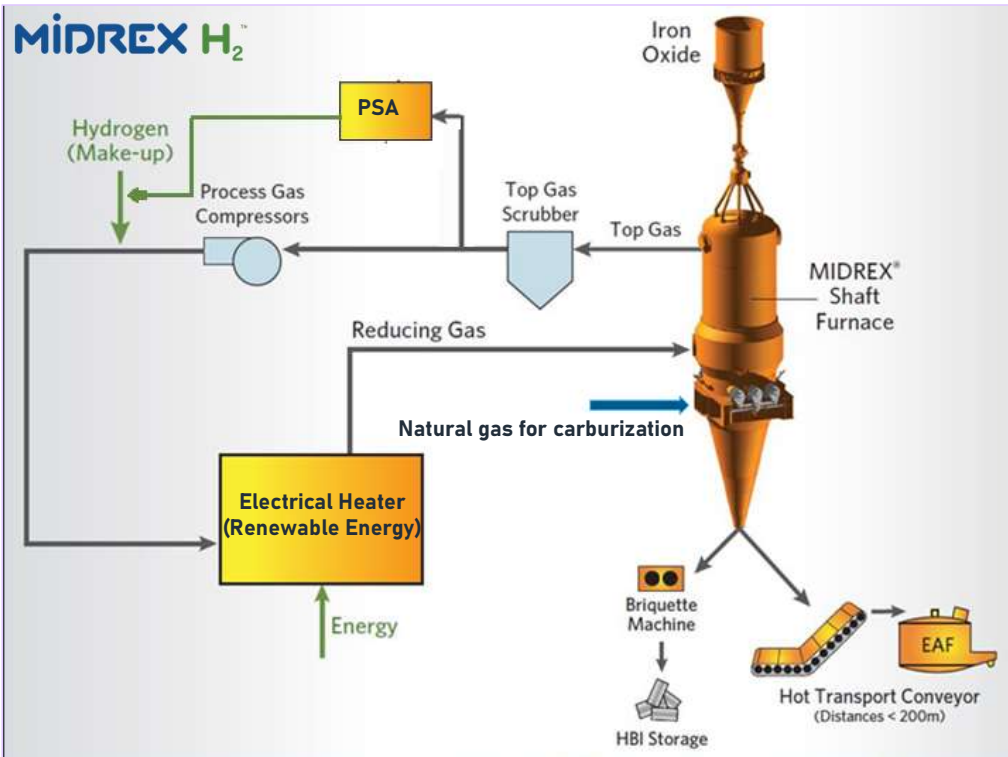 MIDREX H2™
Iron
Oxide
PSA
Hydrogen
(Make-up)
Process Gas
Compressors
Top Gas
Scrubber
Top Gas
MIDREX®
Shaft
Furnace
Reducing Gas
Natural gas for carburization
Electrical Heater
(Renewable Energy)
Energy
Briquette
Machine
EAF
Hot Transport Conveyor
(Distances < 200m)
HBI Storage